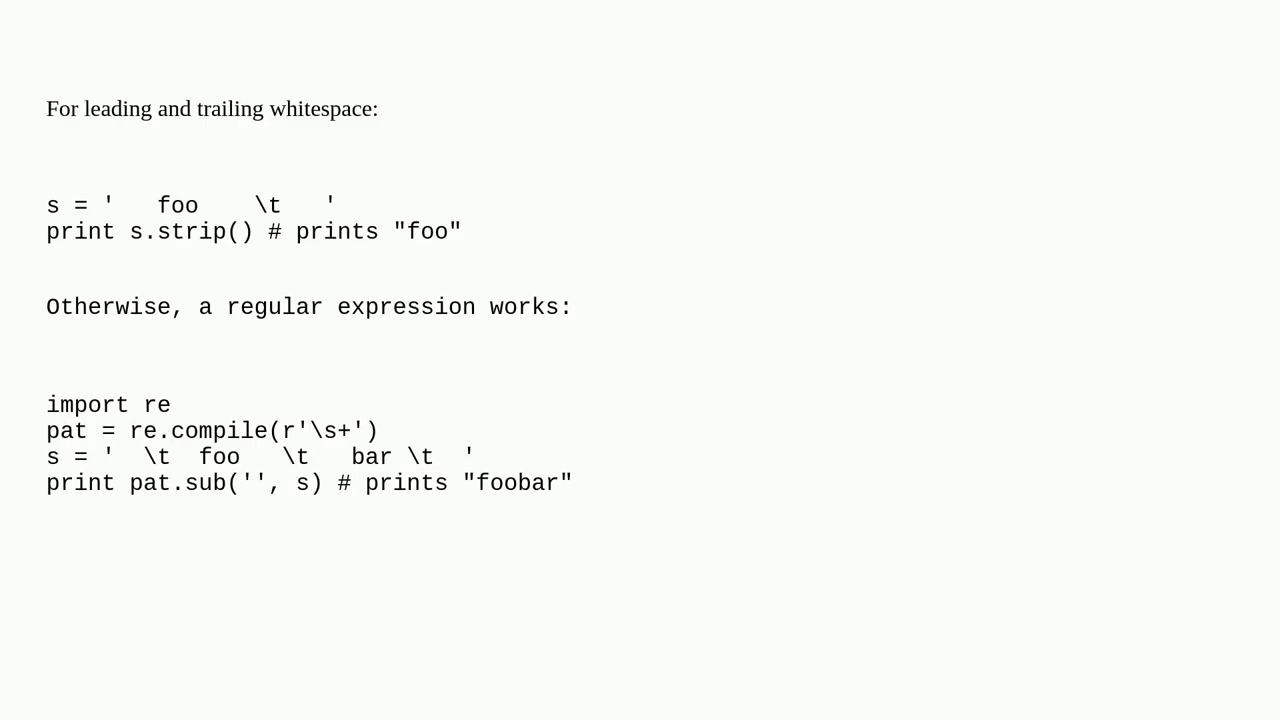 For leading and trailing whitespace:
s = '   foo    \t   '
print s.strip() # prints "foo"
Otherwise, a regular expression works:
import re
pat = re.compile(r'\s+')
s = '  \t  foo   \t   bar \t  '
print pat.sub('', s) # prints "foobar"